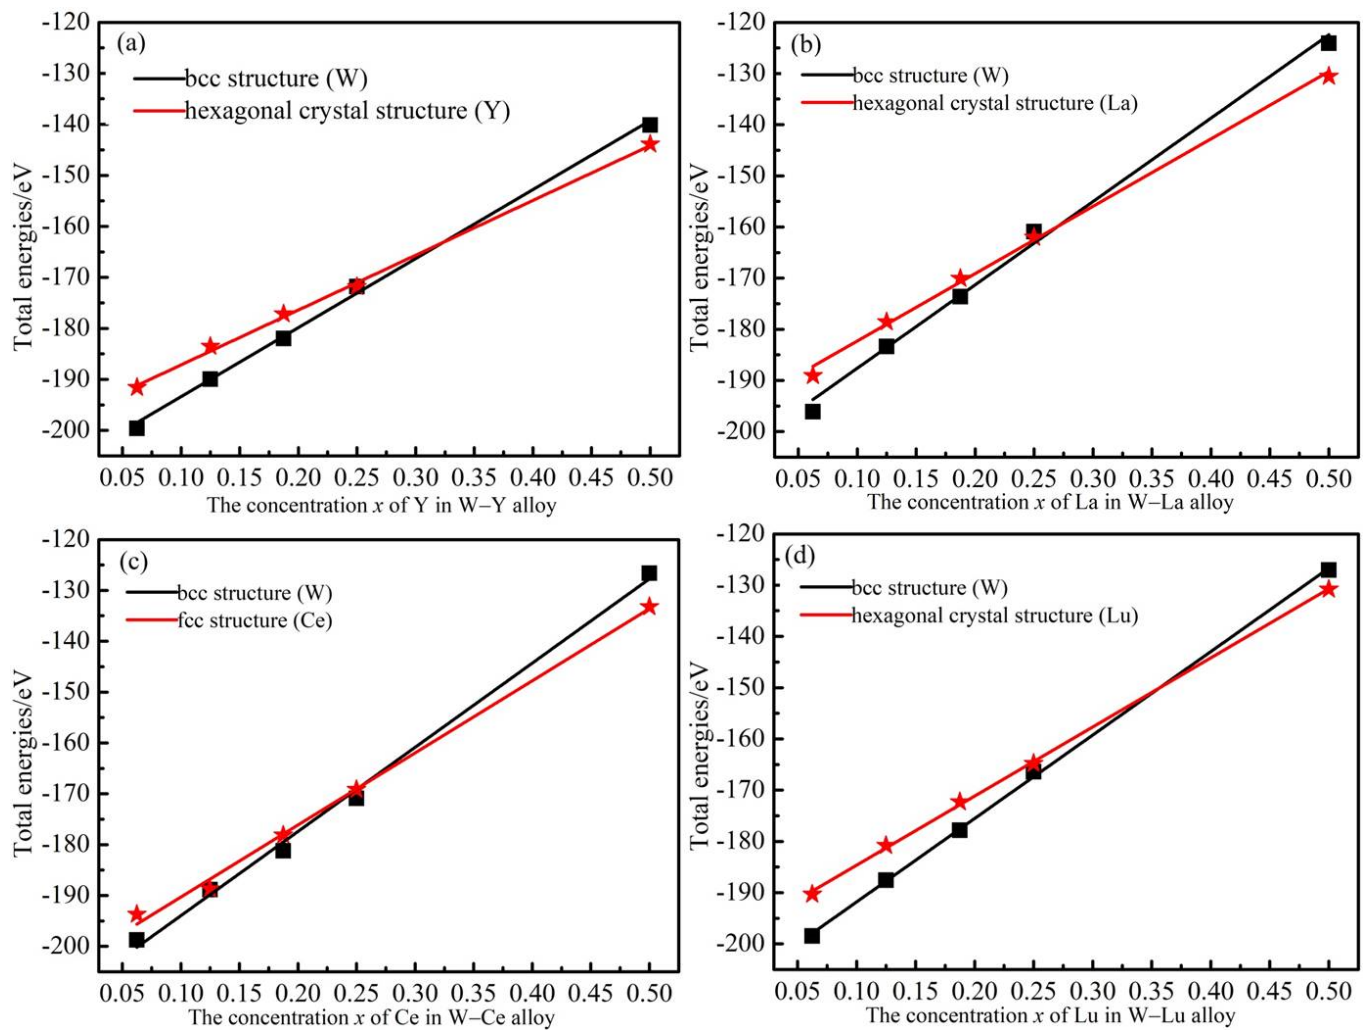 (a)
bcc structure (W)
hexagonal crystal structure (Y)
Total energies/eV
-120
-130
-140
-150
-160
-170
-180
-190
-200
0.05 0.10 0.15 0.20 0.25 0.30 0.35 0.40 0.45 0.50
The concentration x of Y in W–Y alloy
(b)
bcc structure (W)
hexagonal crystal structure (La)
Total energies/eV
-120
-130
-140
-150
-160
-170
-180
-190
-200
0.05 0.10 0.15 0.20 0.25 0.30 0.35 0.40 0.45 0.50
The concentration x of La in W–La alloy
(c)
bcc structure (W)
fcc structure (Ce)
Total energies/eV
-120
-130
-140
-150
-160
-170
-180
-190
-200
0.05 0.10 0.15 0.20 0.25 0.30 0.35 0.40 0.45 0.50
The concentration x of Ce in W–Ce alloy
(d)
bcc structure (W)
hexagonal crystal structure (Lu)
Total energies/eV
-120
-130
-140
-150
-160
-170
-180
-190
-200
0.05 0.10 0.15 0.20 0.25 0.30 0.35 0.40 0.45 0.50
The concentration x of Lu in W–Lu alloy